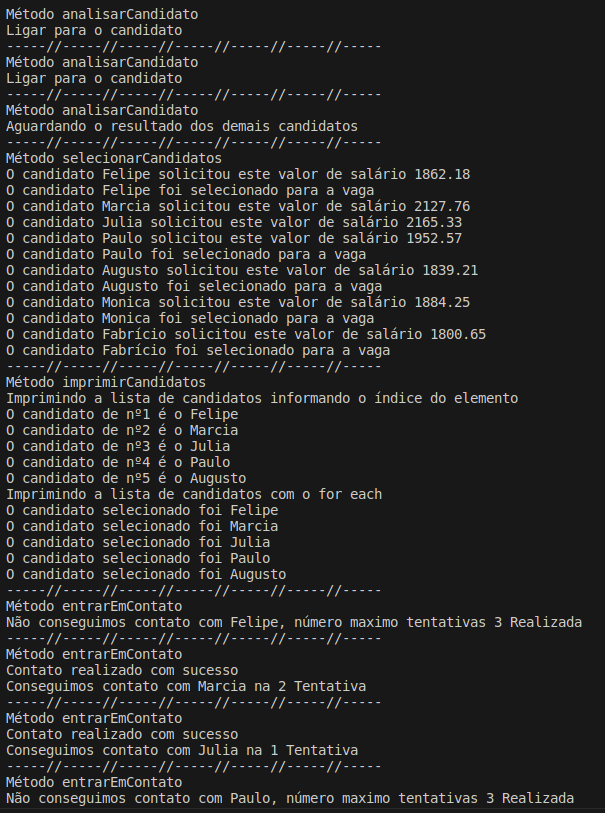 Método analisarCandidato
Ligar para o candidato
-----//-----//-----//-----//-----//-----//-----
Método analisarCandidato
Ligar para o candidato
-----//-----//-----//-----//-----//-----//-----
Método analisarCandidato
Aguardando o resultado dos demais candidatos
-----//-----//-----//-----//-----//-----//-----
Método selecionarCandidatos
O candidato Felipe solicitou este valor de salário 1862.18
O candidato Felipe foi selecionado para a vaga
O candidato Marcia solicitou este valor de salário 2127.76
O candidato Julia solicitou este valor de salário 2165.33
O candidato Paulo solicitou este valor de salário 1952.57
O candidato Paulo foi selecionado para a vaga
O candidato Augusto solicitou este valor de salário 1839.21
O candidato Augusto foi selecionado para a vaga
O candidato Monica solicitou este valor de salário 1884.25
O candidato Monica foi selecionado para a vaga
O candidato Fabrício solicitou este valor de salário 1800.65
O candidato Fabrício foi selecionado para a vaga
-----//-----//-----//-----//-----//-----//-----
Método imprimirCandidatos
Imprimindo a lista de candidatos informando o índice do elemento
O candidato de nº1 é o Felipe
O candidato de nº2 é o Marcia
O candidato de nº3 é o Julia
O candidato de nº4 é o Paulo
O candidato de nº5 é o Augusto
Imprimindo a lista de candidatos com o for each
O candidato selecionado foi Felipe
O candidato selecionado foi Marcia
O candidato selecionado foi Julia
O candidato selecionado foi Paulo
O candidato selecionado foi Augusto
-----//-----//-----//-----//-----//-----//-----
Método entrarEmContato
Não conseguimos contato com Felipe, número maximo tentativas 3 Realizada
-----//-----//-----//-----//-----//-----//-----
Método entrarEmContato
Contato realizado com sucesso
Conseguimos contato com Marcia na 2 Tentativa
-----//-----//-----//-----//-----//-----//-----
Método entrarEmContato
Contato realizado com sucesso
Conseguimos contato com Julia na 1 Tentativa
-----//-----//-----//-----//-----//-----//-----
Método entrarEmContato
Não conseguimos contato com Paulo, número maximo tentativas 3 Realizada